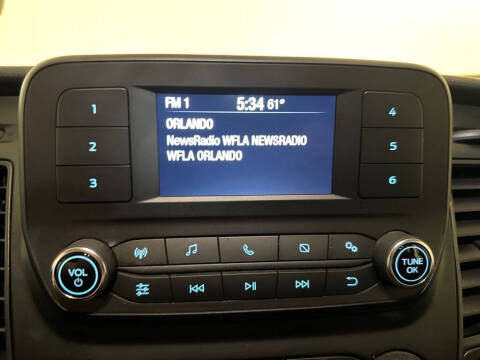 FM 1 5:34 61°
ORLANDO
NewsRadio WFLA NEWSRADIO
WFLA ORLANDO
1
2
3
4
5
6
VOL
TUNE
OK